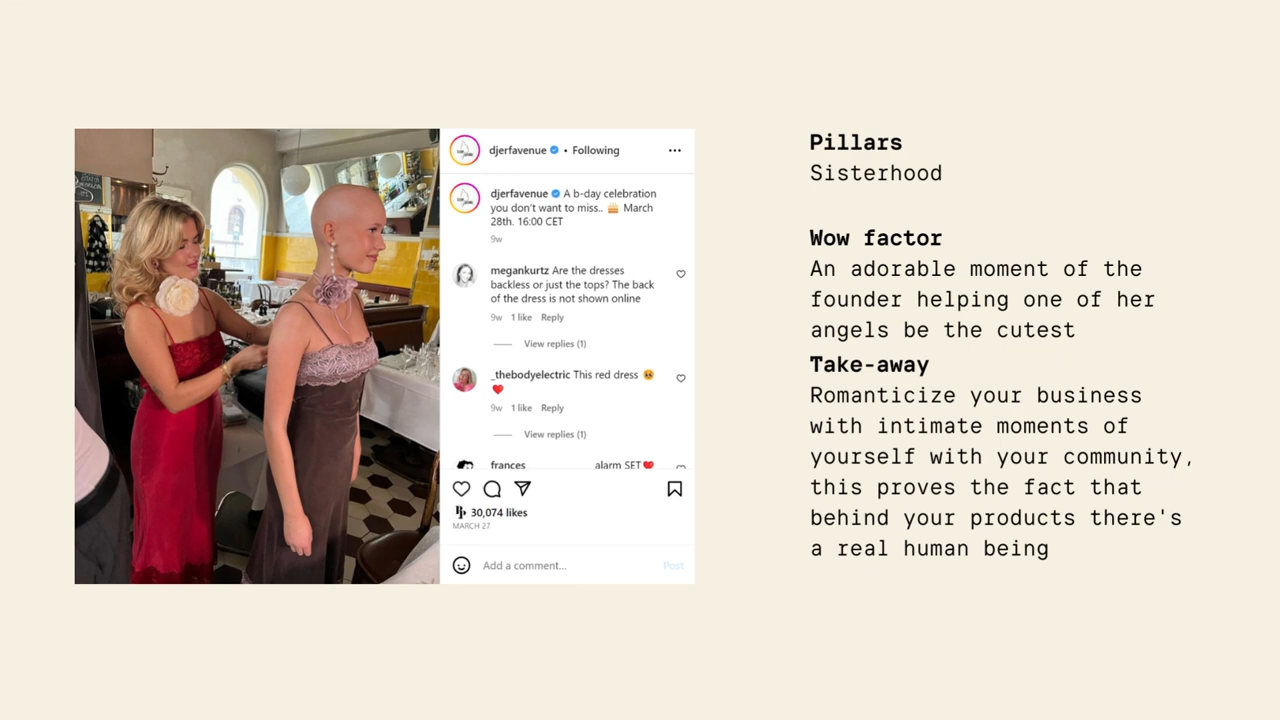 djerfavenue • Following
djerfavenue A b-day celebration
you don't want to miss.. 🎂 March
28th. 16:00 CET
9w
megankurtz Are the dresses
backless or just the tops? The back
of the dress is not shown online
9w 1 like Reply
View replies (1)
_thebodyelectric This red dress 🥺
❤️
9w 1 like Reply
View replies (1)
frances alarm SET❤️
30,074 likes
MARCH 27
Add a comment...
Post
Pillars
Sisterhood
Wow factor
An adorable moment of the
founder helping one of her
angels be the cutest
Take-away
Romanticize your business
with intimate moments of
yourself with your community,
this proves the fact that
behind your products there's
a real human being